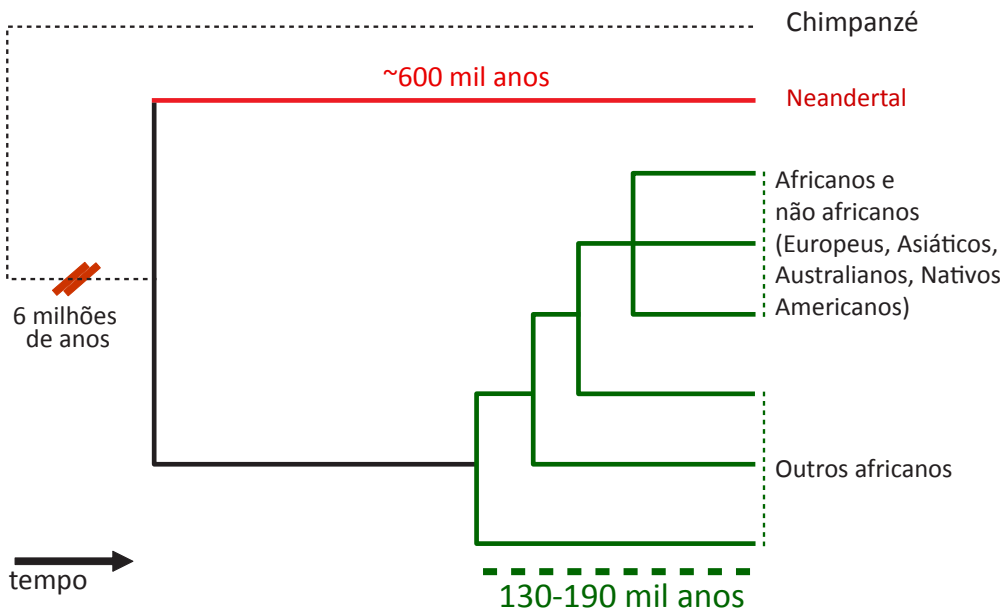 Chimpanzé
~600 mil anos
Neandertal
Africanos e
não africanos
(Europeus, Asiáticos,
Australianos, Nativos
Americanos)
6 milhões
de anos
Outros africanos
tempo
130-190 mil anos